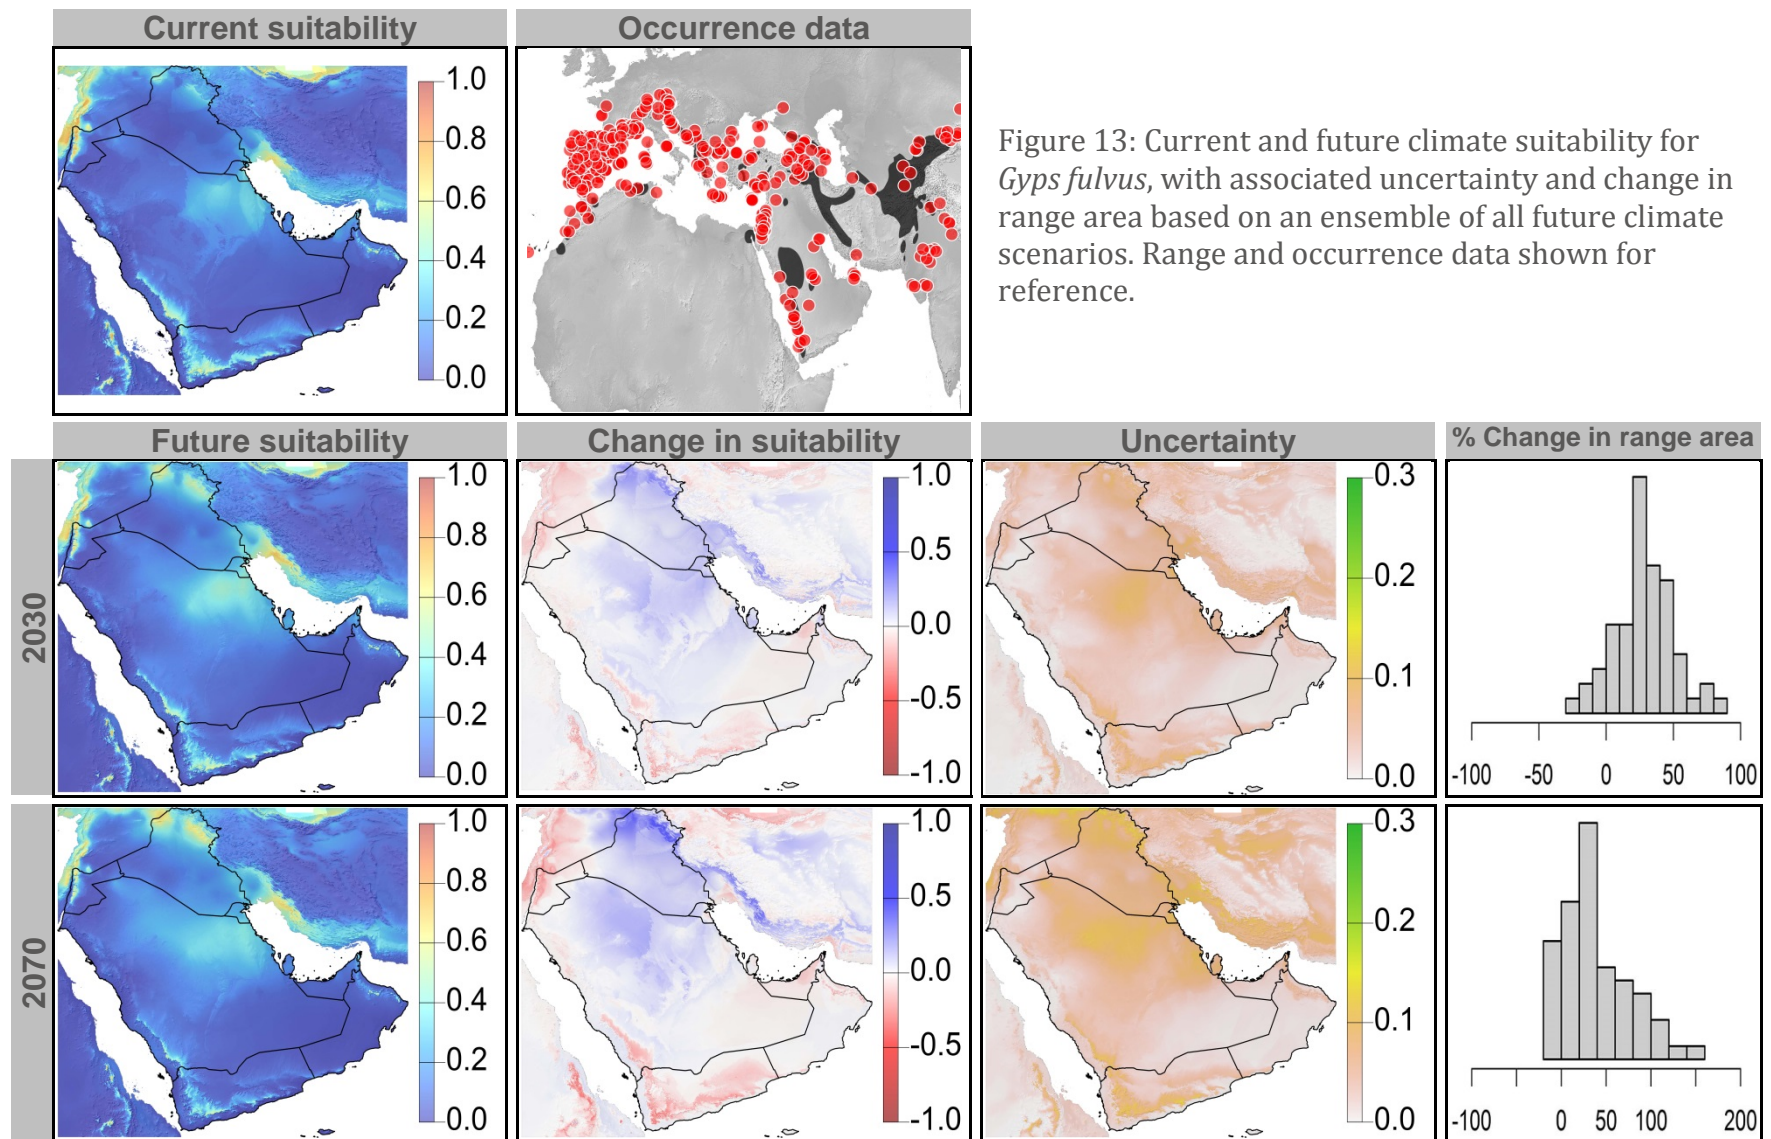 Current suitability
Occurrence data
1.0
0.8
0.6
0.4
0.2
0.0
Figure 13: Current and future climate suitability for
Gyps fulvus, with associated uncertainty and change in
range area based on an ensemble of all future climate
scenarios. Range and occurrence data shown for
reference.
Future suitability
Change in suitability
Uncertainty
% Change in range area
2030
1.0
0.8
0.6
0.4
0.2
0.0
1.0
0.5
0.0
-0.5
-1.0
0.3
0.2
0.1
0.0
-100 -50 0 50 100
2070
1.0
0.8
0.6
0.4
0.2
0.0
1.0
0.5
0.0
-0.5
-1.0
0.3
0.2
0.1
0.0
-100 0 50 100 200